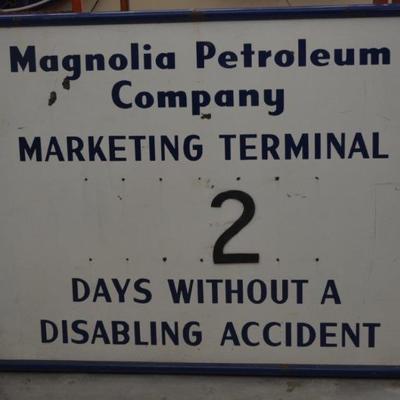 Magnolia Petroleum
Company
MARKETING TERMINAL
2
DAYS WITHOUT A
DISABLING ACCIDENT